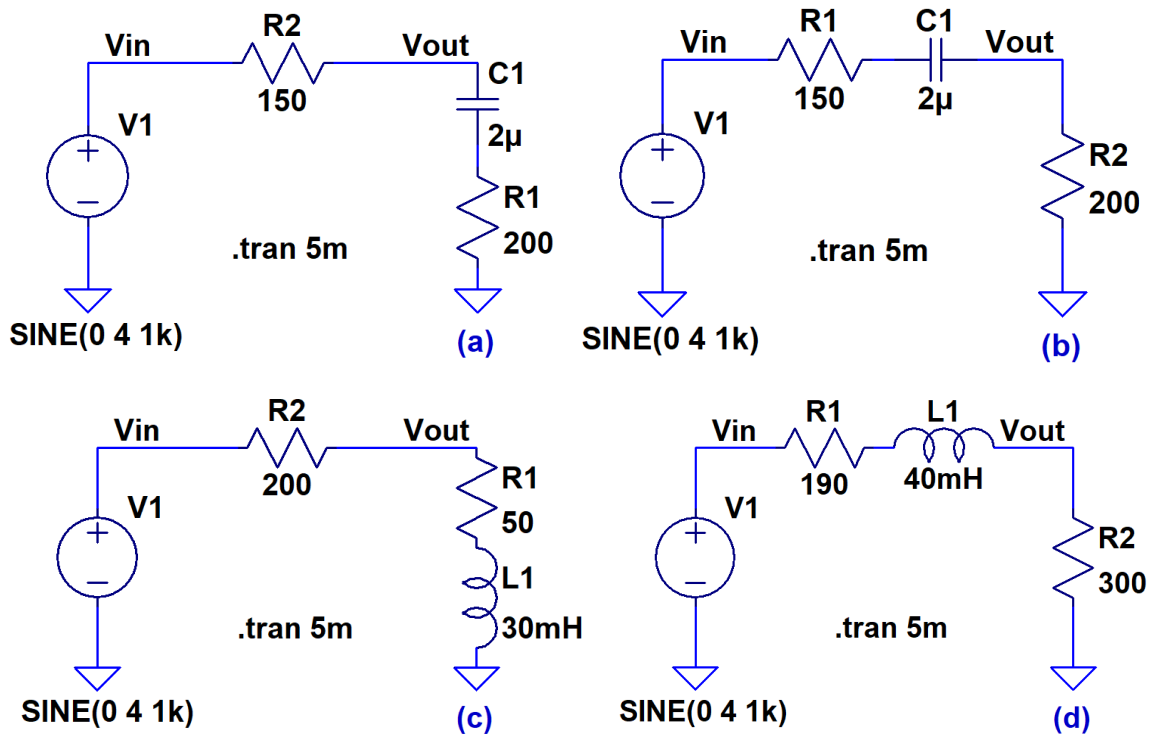 R2
Vin
Vout
C1
150
V1
2µ
R1
200
.tran 5m
SINE(0 4 1k)
(a)
R1
C1
Vin
Vout
150
2µ
V1
R2
200
.tran 5m
SINE(0 4 1k)
(b)
R2
Vin
Vout
200
R1
50
V1
L1
30mH
.tran 5m
SINE(0 4 1k)
(c)
R1
L1
Vin
Vout
190
40mH
V1
R2
300
.tran 5m
SINE(0 4 1k)
(d)